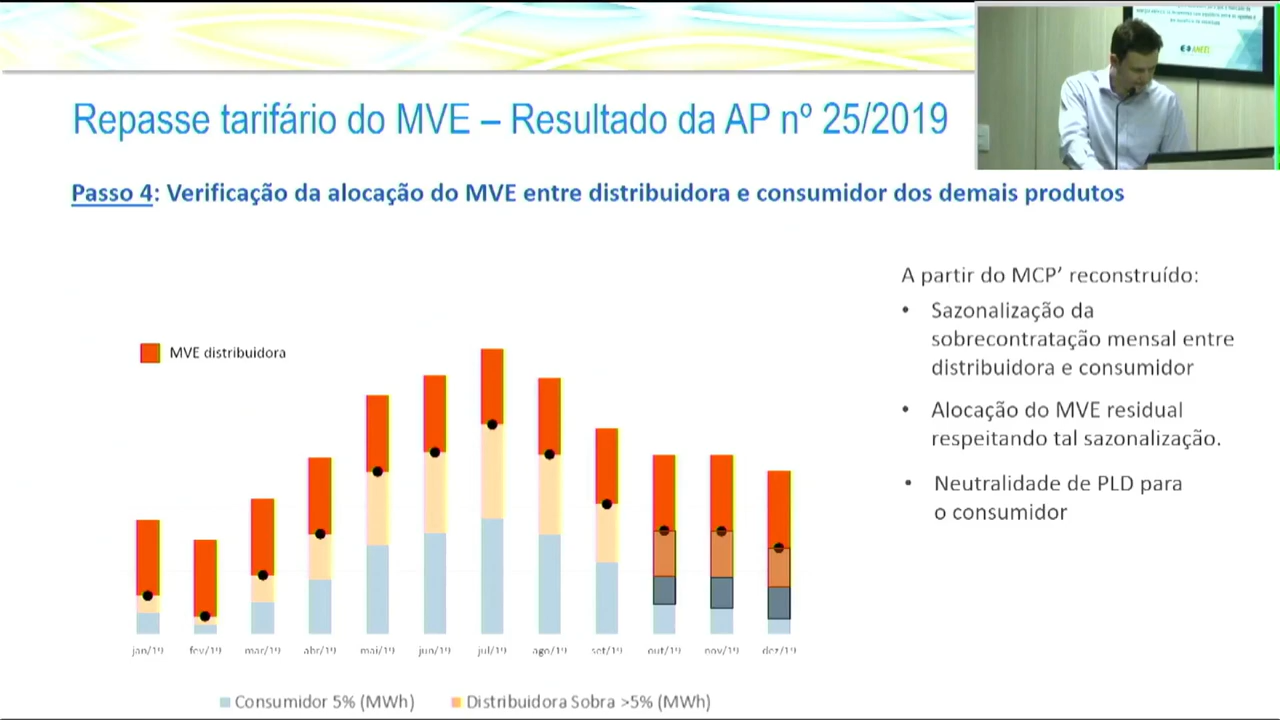 Repasse tarifário do MVE – Resultado da AP nº 25/2019
ANEEL
Passo 4: Verificação da alocação do MVE entre distribuidora e consumidor dos demais produtos
A partir do MCP’ reconstruído:
• Sazonalização da
sobrecontratação mensal entre
distribuidora e consumidor
• Alocação do MVE residual
respeitando tal sazonalização.
• Neutralidade de PLD para
o consumidor
MVE distribuidora
jan/19 fev/19 mar/19 abr/19 mai/19 jun/19 jul/19 ago/19 set/19 out/19 nov/19 dez/19
Consumidor 5% (MWh) Distribuidora Sobra >5% (MWh)